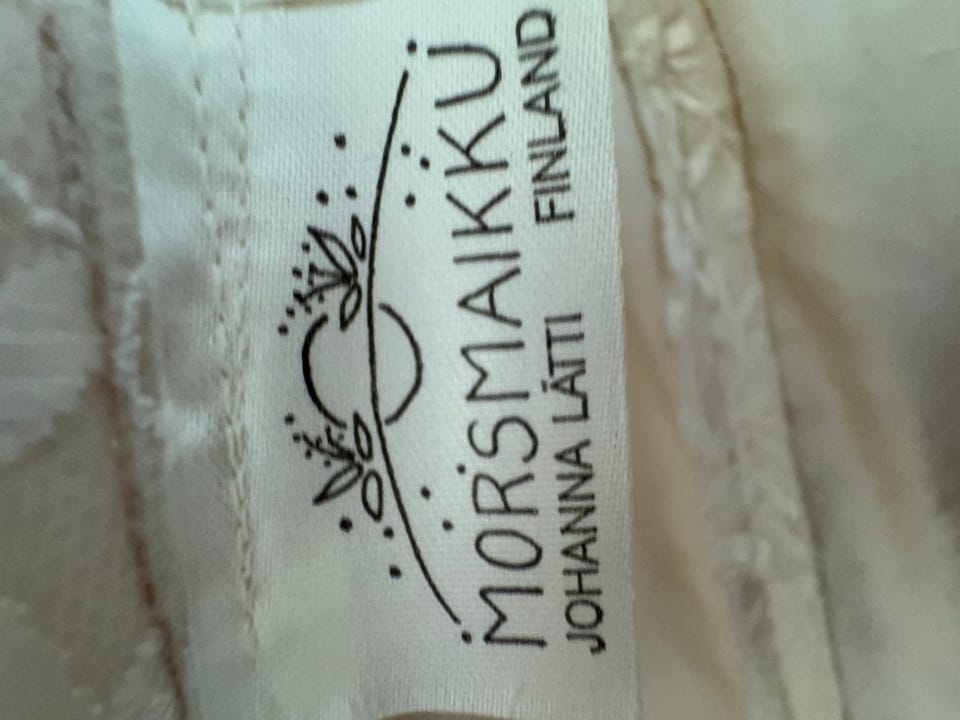 MORSMAIKKU
JOHANNA LÄTTI FINLAND